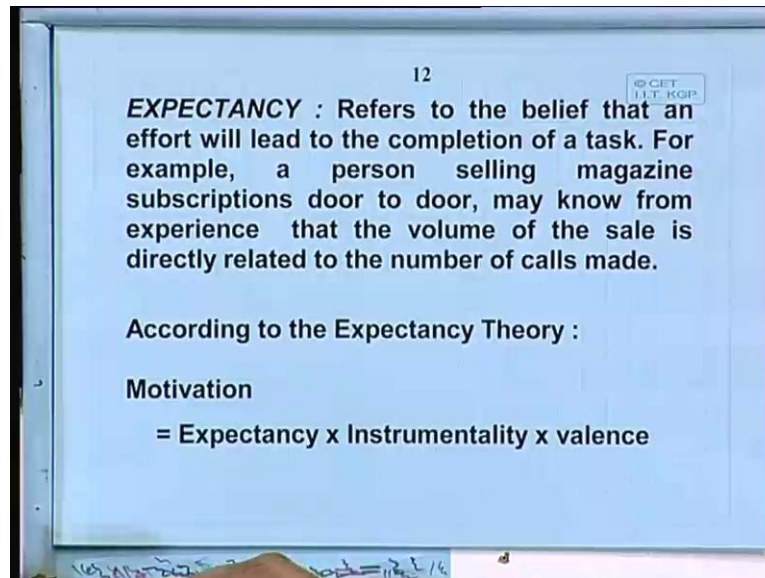 12
© CET
I.I.T. KGP
EXPECTANCY : Refers to the belief that an
effort will lead to the completion of a task. For
example, a person selling magazine
subscriptions door to door, may know from
experience that the volume of the sale is
directly related to the number of calls made.
According to the Expectancy Theory :
Motivation
= Expectancy x Instrumentality x valence